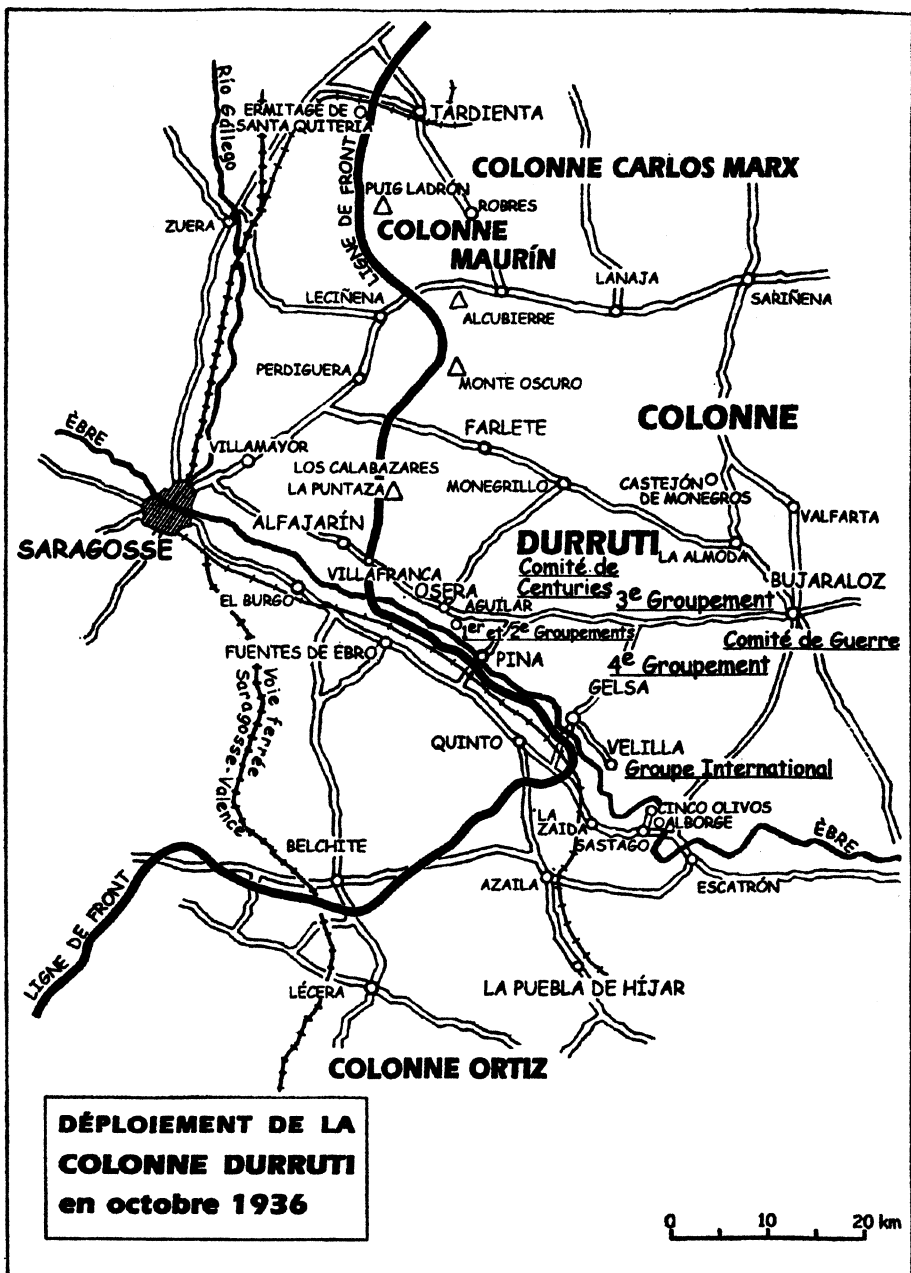 Río Gállego
ERMITAGE DE
SANTA QUITERIA
TARDIENTA
COLONNE CARLOS MARX
LIGNE DE FRONT
PUIG LADRÓN
ROBRES
ZUERA
COLONNE
MAURÍN
LANAJA
LECIÑENA
ALCUBIERRE
SARIÑENA
PERDIGUERA
MONTE OSCURO
ÈBRE
COLONNE
FARLETE
VILLAMAYOR
LOS CALABAZARES
LA PUNTAZA
MONEGRILLO
CASTEJÓN
DE MONEGROS
VALFARTA
ALFAJARÍN
SARAGOSSE
DURRUTI
LA ALMODA
VILLAFRANCA
Comité de
Centuries
BUJARALOZ
OSERA
EL BURGO
AGUILAR
3e Groupement
1er et 2e Groupements
Comité de Guerre
FUENTES DE EBRO
PINA
4e Groupement
GELSA
Voie ferrée
Saragosse-Valence
QUINTO
VELILLA
Groupe International
CINCO OLIVOS
ALBORGE
LA
ZAIDA
SASTAGO
ÈBRE
BELCHITE
AZAILA
ESCATRÓN
LIGNE DE FRONT
LÉCERA
LA PUEBLA DE HÍJAR
COLONNE ORTIZ
DÉPLOIEMENT DE LA
COLONNE DURRUTI
en octobre 1936
0 10 20 km